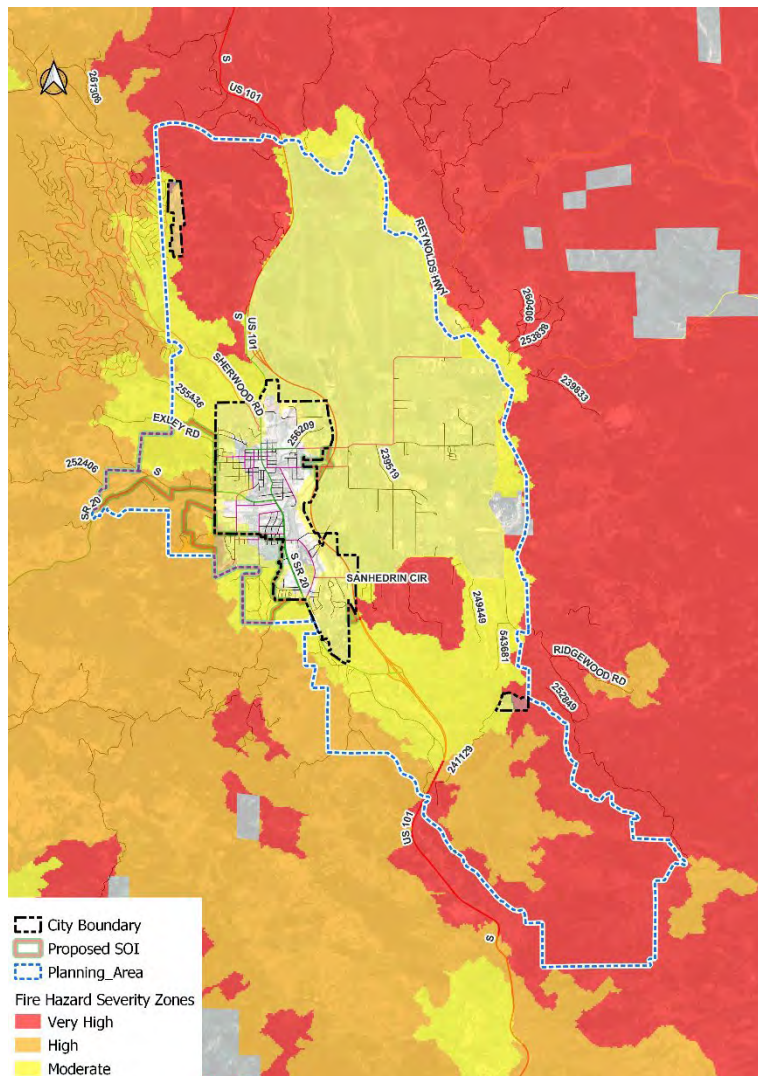 261306
S
US 101
REYNOLDS HWY
260406
253838
239833
S
US 101
SHERWOOD RD
255436
EXLEY RD
256209
252406
S
SR 20
239519
S SR 20
SANHEDRIN CIR
249449
543681
RIDGEWOOD RD
252849
241129
US 101
S
City Boundary
Proposed SOI
Planning_Area
Fire Hazard Severity Zones
Very High
High
Moderate